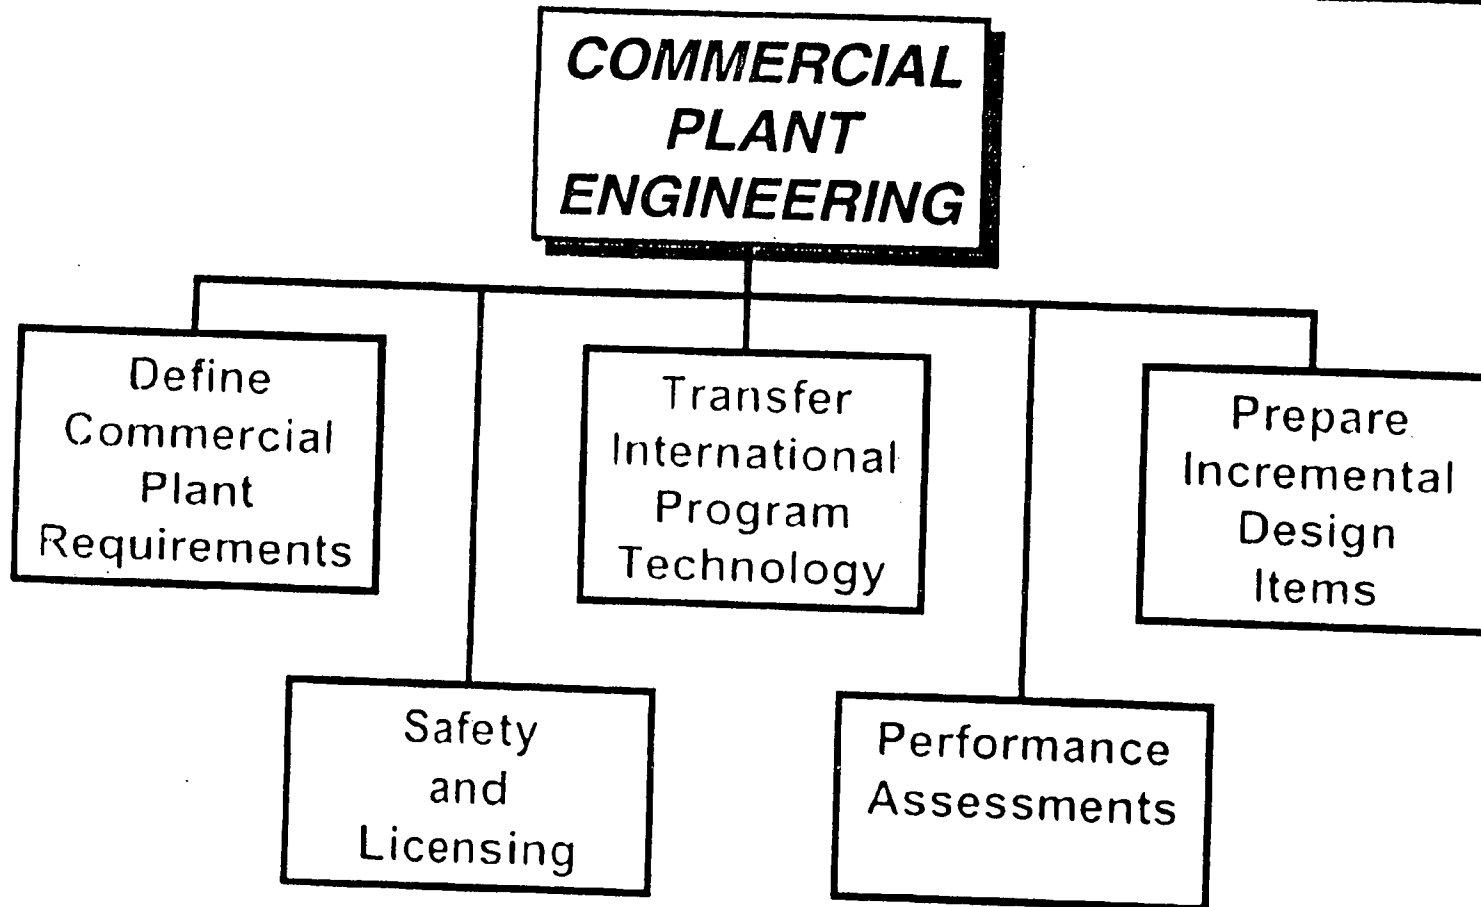 COMMERCIAL
PLANT
ENGINEERING
Define
Commercial
Plant
Requirements
Transfer
International
Program
Technology
Prepare
Incremental
Design
Items
Safety
and
Licensing
Performance
Assessments